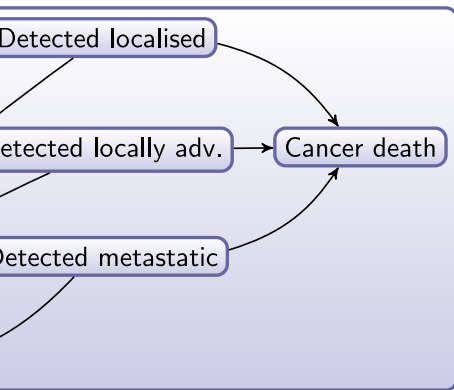 Detected localised
etected locally adv.
Cancer death
Detected metastatic